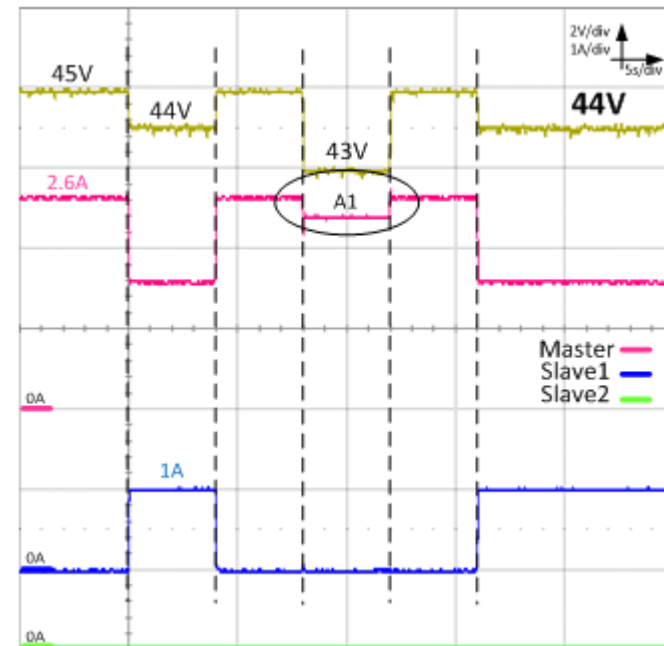 2V/div
1A/div
5s/div
45V
44V
44V
43V
2.6A
A1
Master
Slave1
Slave2
0A
1A
0A
0A